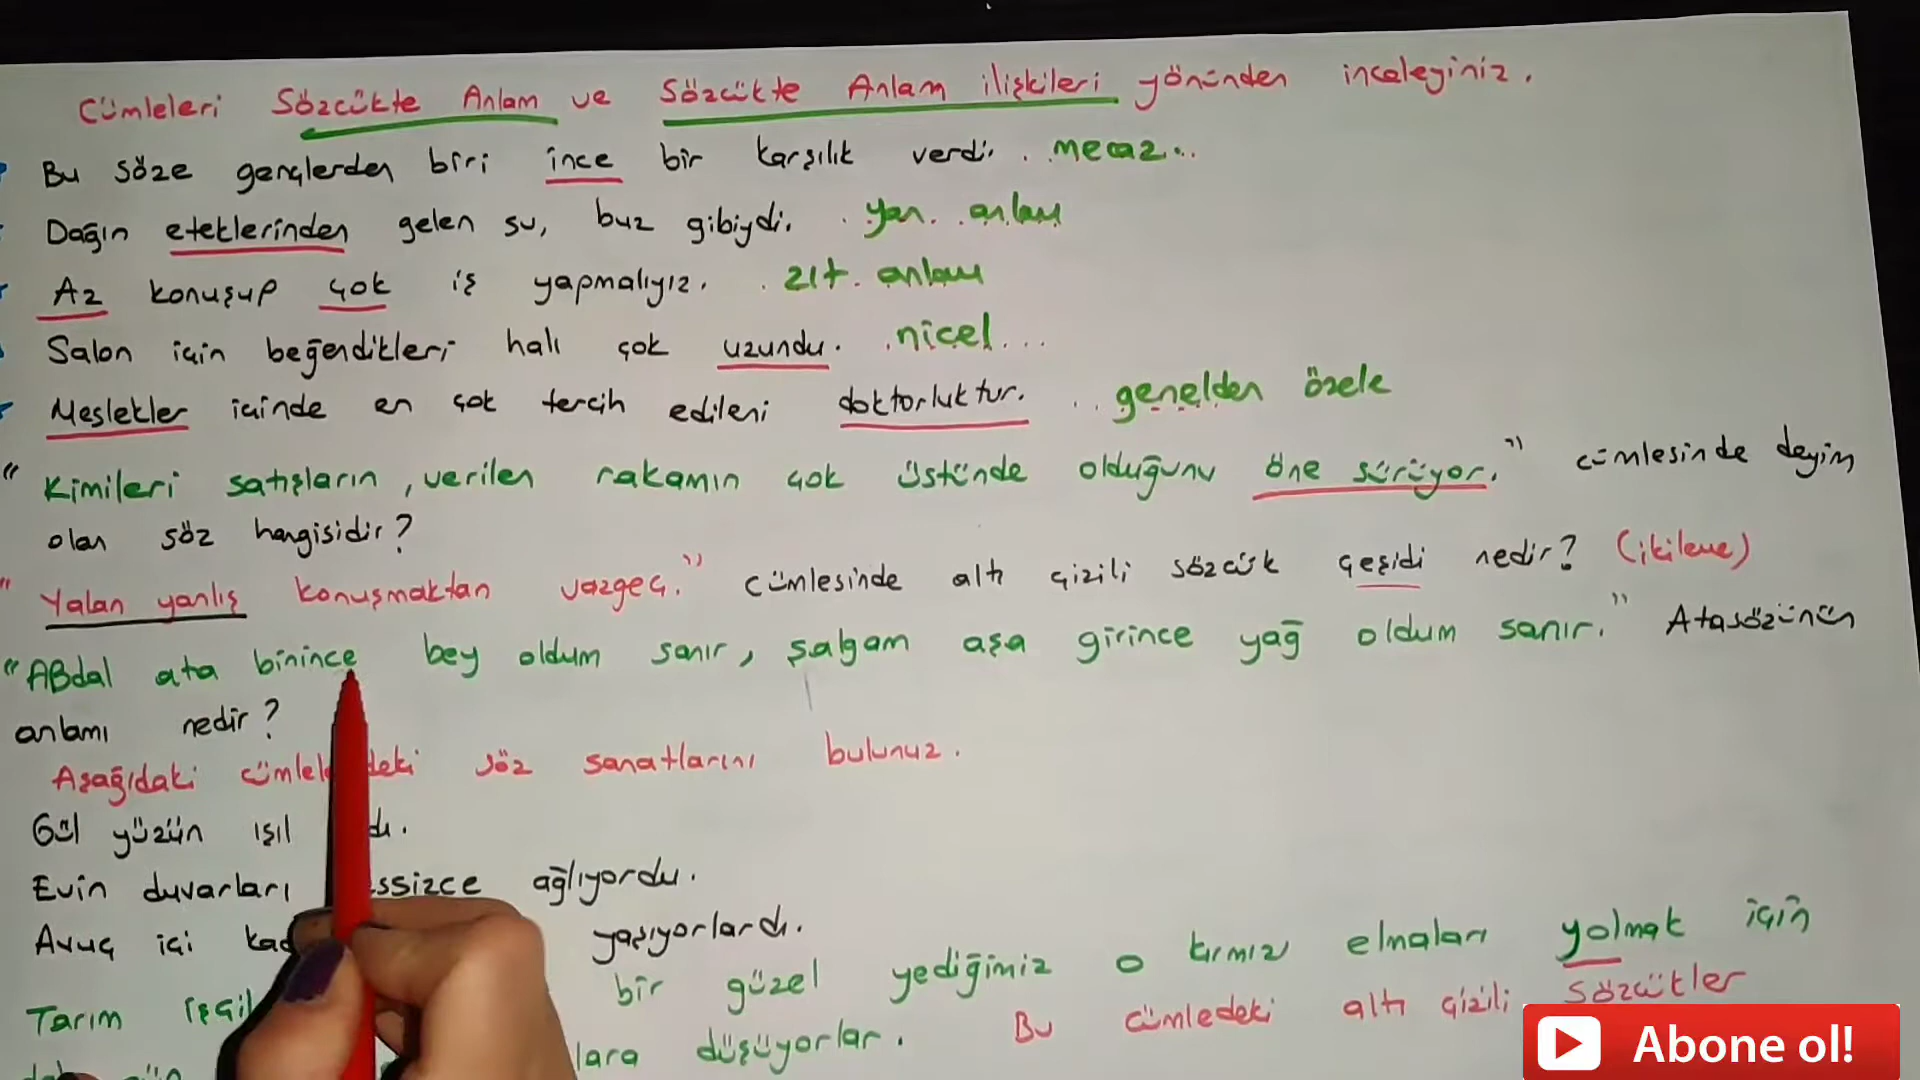 Cümleleri Sözcükte Anlam ve Sözcükte Anlam ilişkileri yönünden inceleyiniz.
Bu söze gençlerden biri ince bir karşılık verdi. . mecaz..
Dağın eteklerinden gelen su, buz gibiydi. . yan. . anlam
Az konuşup çok iş yapmalıyız. . zıt. anlam
Salon için beğendikleri halı çok uzundu. . nicel...
Meslekler içinde en çok tercih edileni doktorluktur. .. genelden özele
"Kimileri satışların, verilen rakamın çok üstünde olduğunu öne sürüyor." cümlesinde deyim
olan söz hangisidir?
"Yalan yanlış konuşmaktan vazgeç." cümlesinde altı çizili sözcük çeşidi nedir? (ikileme)
"ABdal ata binince bey oldum sanır, şalgam aşa girince yağ oldum sanır." Atasözünün
anlamı nedir?
Aşağıdaki söz sanatlarını bulunuz.
Gül yüzün ışıl
Evin duvarları ağlıyordu.
Avuç içi yaşıyorlardı.
Tarım bir güzel yediğimiz o kırmızı elmaları yolmak için
düşüyorlar. Bu cümledeki altı çizili sözcükler
Abone ol!